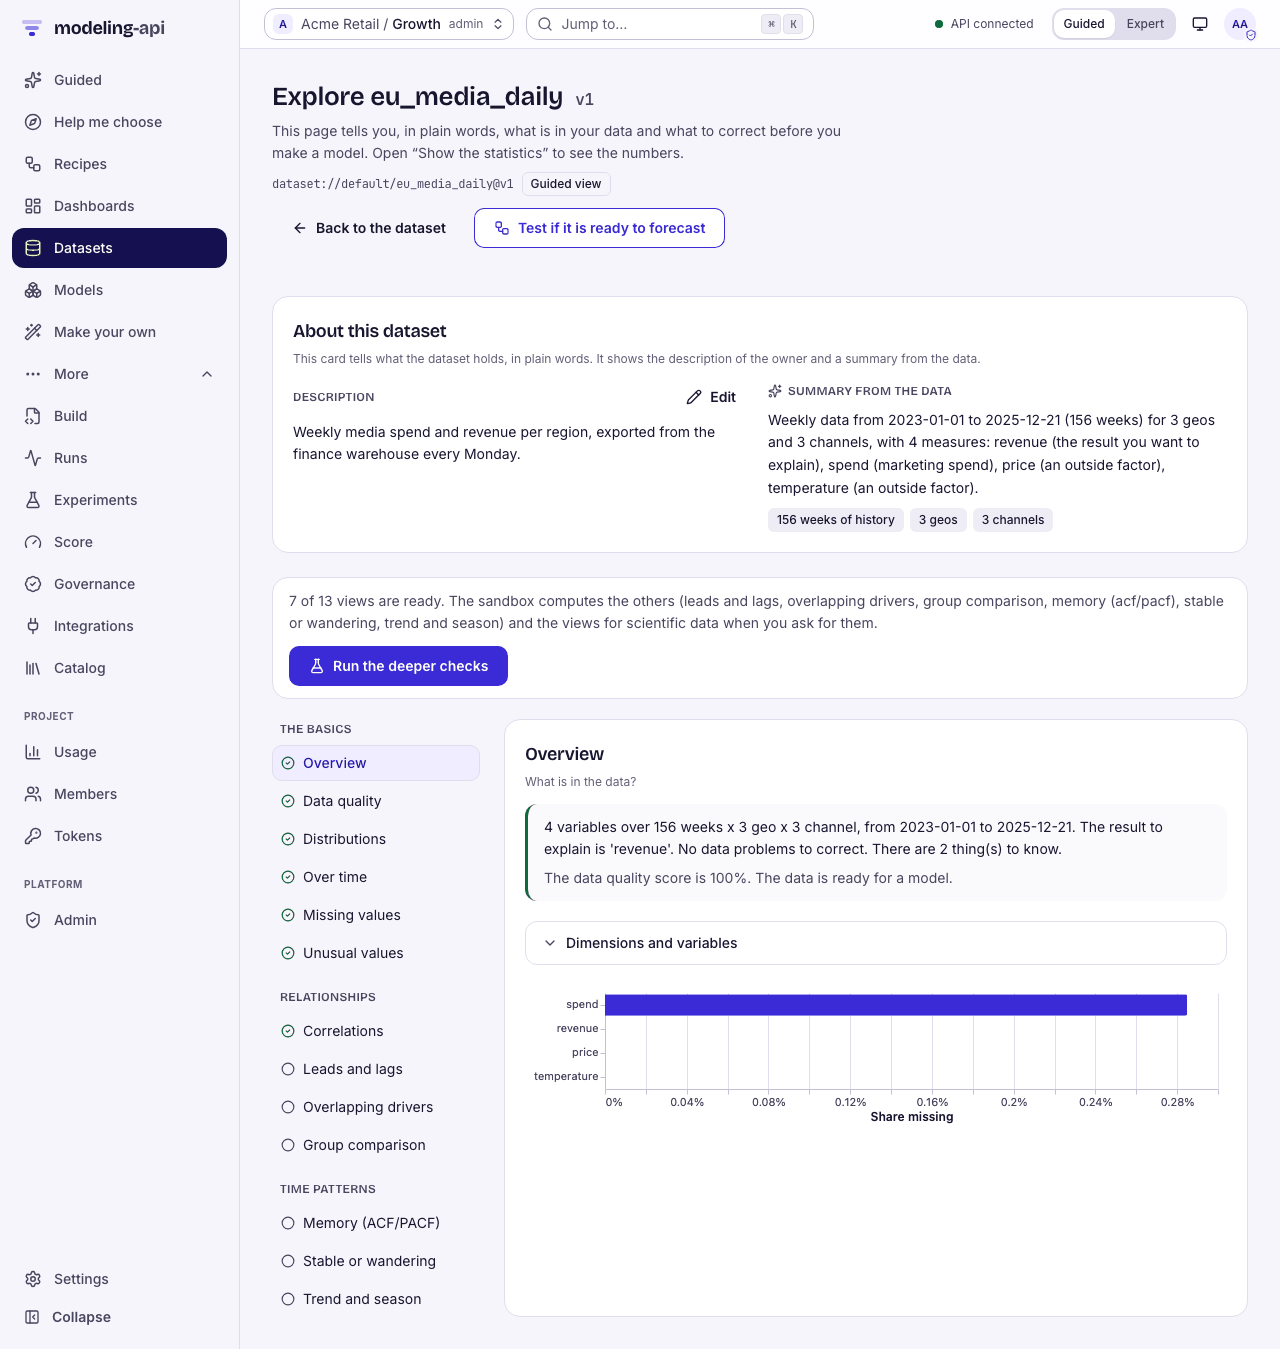 modeling-api
A Acme Retail / Growth admin
Jump to...
⌘ K
API connected
Guided
Expert
AA
Guided
Help me choose
Recipes
Dashboards
Datasets
Models
Make your own
More
Build
Runs
Experiments
Score
Governance
Integrations
Catalog
PROJECT
Usage
Members
Tokens
PLATFORM
Admin
Settings
Collapse
Explore eu_media_daily v1
This page tells you, in plain words, what is in your data and what to correct before you
make a model. Open “Show the statistics” to see the numbers.
dataset://default/eu_media_daily@v1 Guided view
Back to the dataset
Test if it is ready to forecast
About this dataset
This card tells what the dataset holds, in plain words. It shows the description of the owner and a summary from the data.
DESCRIPTION
Edit
Weekly media spend and revenue per region, exported from the
finance warehouse every Monday.
SUMMARY FROM THE DATA
Weekly data from 2023-01-01 to 2025-12-21 (156 weeks) for 3 geos
and 3 channels, with 4 measures: revenue (the result you want to
explain), spend (marketing spend), price (an outside factor),
temperature (an outside factor).
156 weeks of history
3 geos
3 channels
7 of 13 views are ready. The sandbox computes the others (leads and lags, overlapping drivers, group comparison, memory (acf/pacf), stable
or wandering, trend and season) and the views for scientific data when you ask for them.
Run the deeper checks
THE BASICS
Overview
Data quality
Distributions
Over time
Missing values
Unusual values
RELATIONSHIPS
Correlations
Leads and lags
Overlapping drivers
Group comparison
TIME PATTERNS
Memory (ACF/PACF)
Stable or wandering
Trend and season
Overview
What is in the data?
4 variables over 156 weeks x 3 geo x 3 channel, from 2023-01-01 to 2025-12-21. The result to
explain is 'revenue'. No data problems to correct. There are 2 thing(s) to know.
The data quality score is 100%. The data is ready for a model.
Dimensions and variables
spend
revenue
price
temperature
0% 0.04% 0.08% 0.12% 0.16% 0.2% 0.24% 0.28%
Share missing